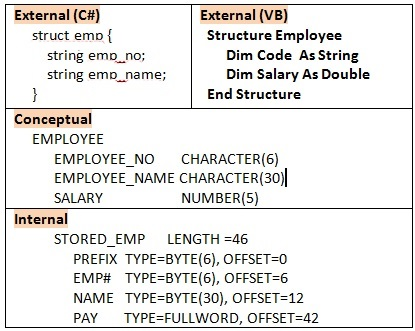 External (C#)
struct emp {
string emp_no;
string emp_name;
}
External (VB)
Structure Employee
Dim Code As String
Dim Salary As Double
End Structure
Conceptual
EMPLOYEE
EMPLOYEE_NO CHARACTER(6)
EMPLOYEE_NAME CHARACTER(30)
SALARY NUMBER(5)
Internal
STORED_EMP LENGTH =46
PREFIX TYPE=BYTE(6), OFFSET=0
EMP# TYPE=BYTE(6), OFFSET=6
NAME TYPE=BYTE(30), OFFSET=12
PAY TYPE=FULLWORD, OFFSET=42